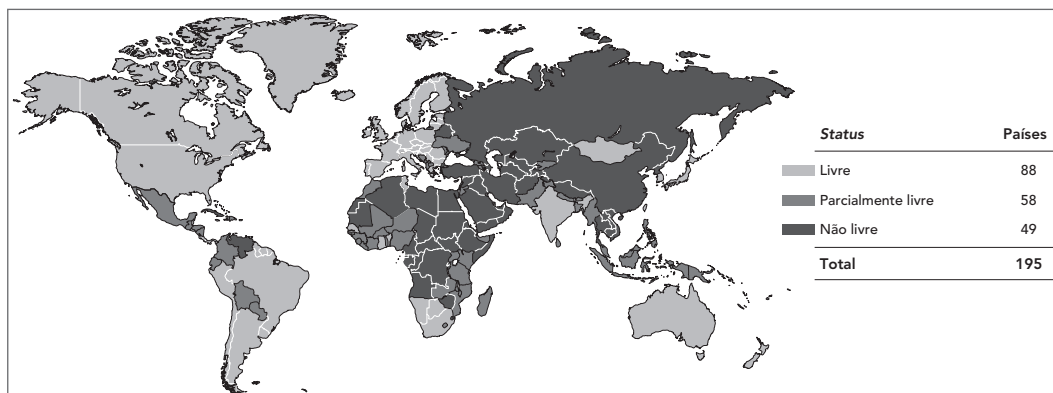 Status Países
Livre 88
Parcialmente livre 58
Não livre 49
Total 195